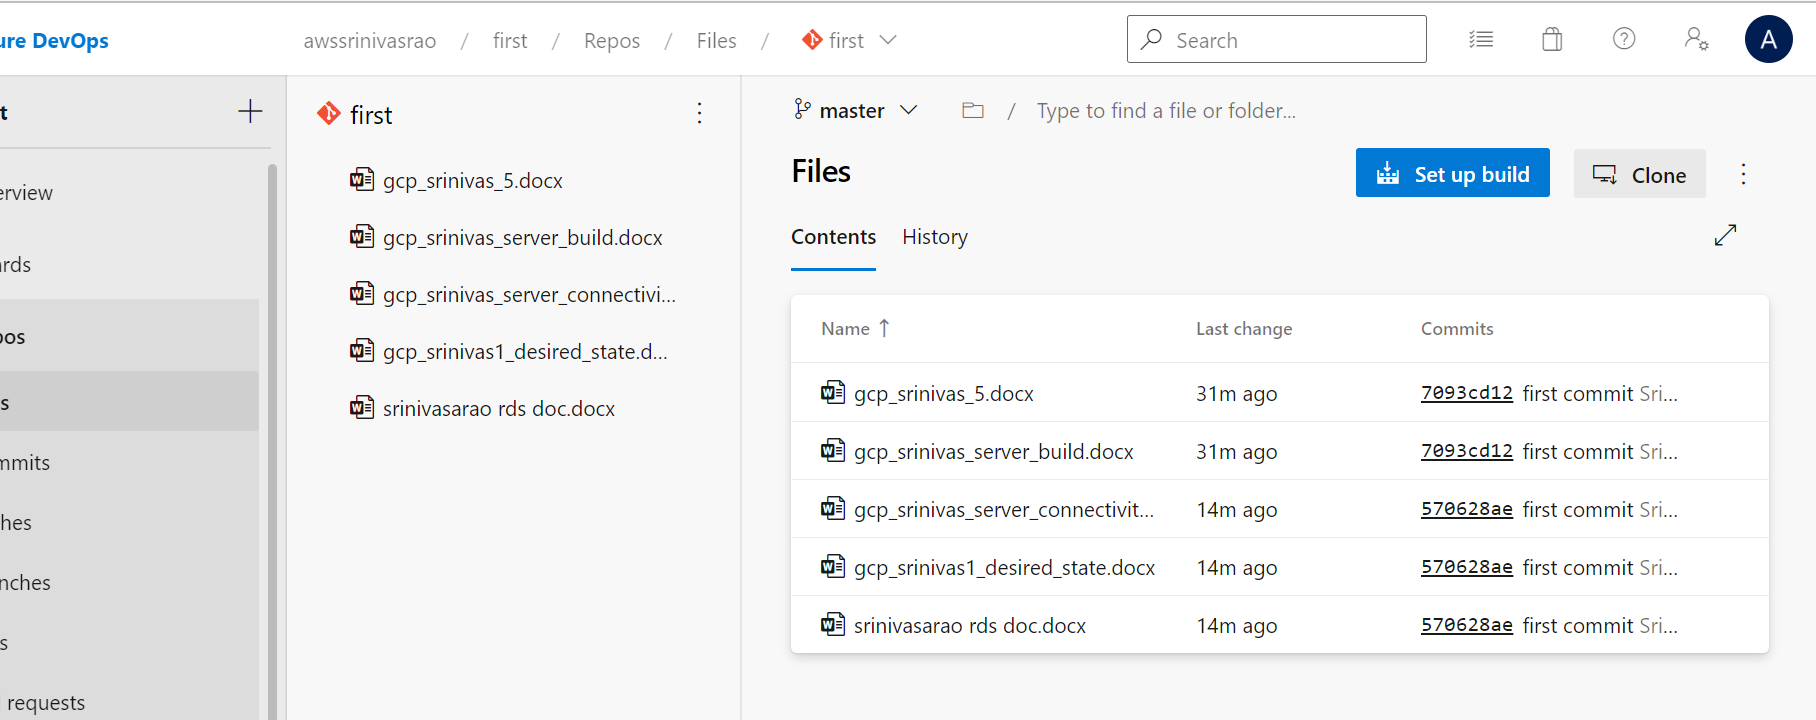 ure DevOps
awssrinivasrao / first / Repos / Files / first
Search
A
t
erview
ards
pos
s
mmits
hes
nches
s
requests
first
gcp_srinivas_5.docx
gcp_srinivas_server_build.docx
gcp_srinivas_server_connectivi...
gcp_srinivas1_desired_state.d...
srinivasarao rds doc.docx
master
/ Type to find a file or folder...
Files
Set up build
Clone
Contents History
Name ↑ Last change Commits
gcp_srinivas_5.docx 31m ago 7093cd12 first commit Sri...
gcp_srinivas_server_build.docx 31m ago 7093cd12 first commit Sri...
gcp_srinivas_server_connectivit... 14m ago 570628ae first commit Sri...
gcp_srinivas1_desired_state.docx 14m ago 570628ae first commit Sri...
srinivasarao rds doc.docx 14m ago 570628ae first commit Sri...